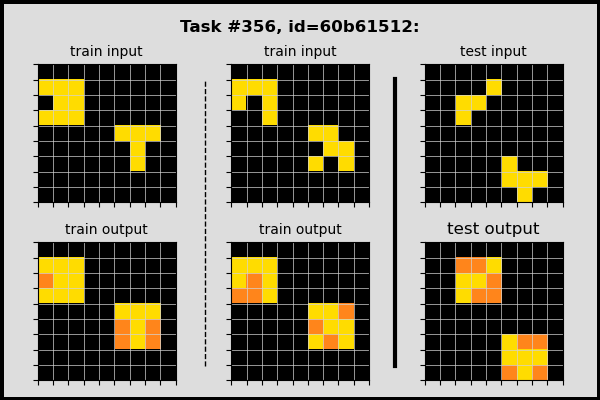 Task #356, id=60b61512:
train input
train input
test input
train output
train output
test output